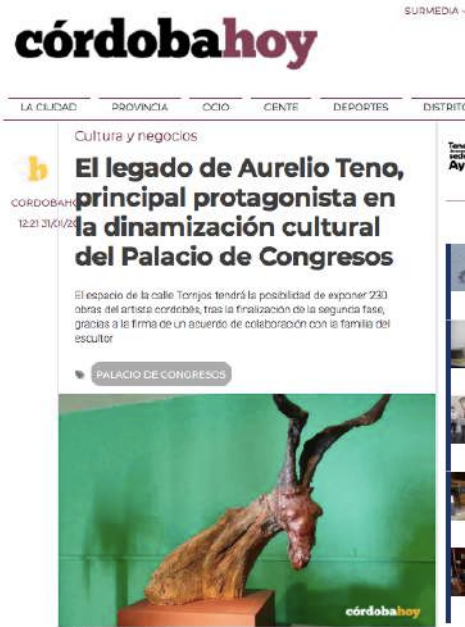 SURMEDIA
córdobahoy
LA CIUDAD PROVINCIA OCIO GENTE DEPORTES DISTRITO
Cultura y negocios
El legado de Aurelio Teno,
principal protagonista en
la dinamización cultural
del Palacio de Congresos
CORDOBAHO
12:21 31/01/20
El espacio de la calle Torrijos tendrá la posibilidad de exponer 230
obras del artista cordobés, tras la finalización de la segunda fase,
gracias a la firma de un acuerdo de colaboración con la familia del
escultor
PALACIO DE CONGRESOS
córdobahoy